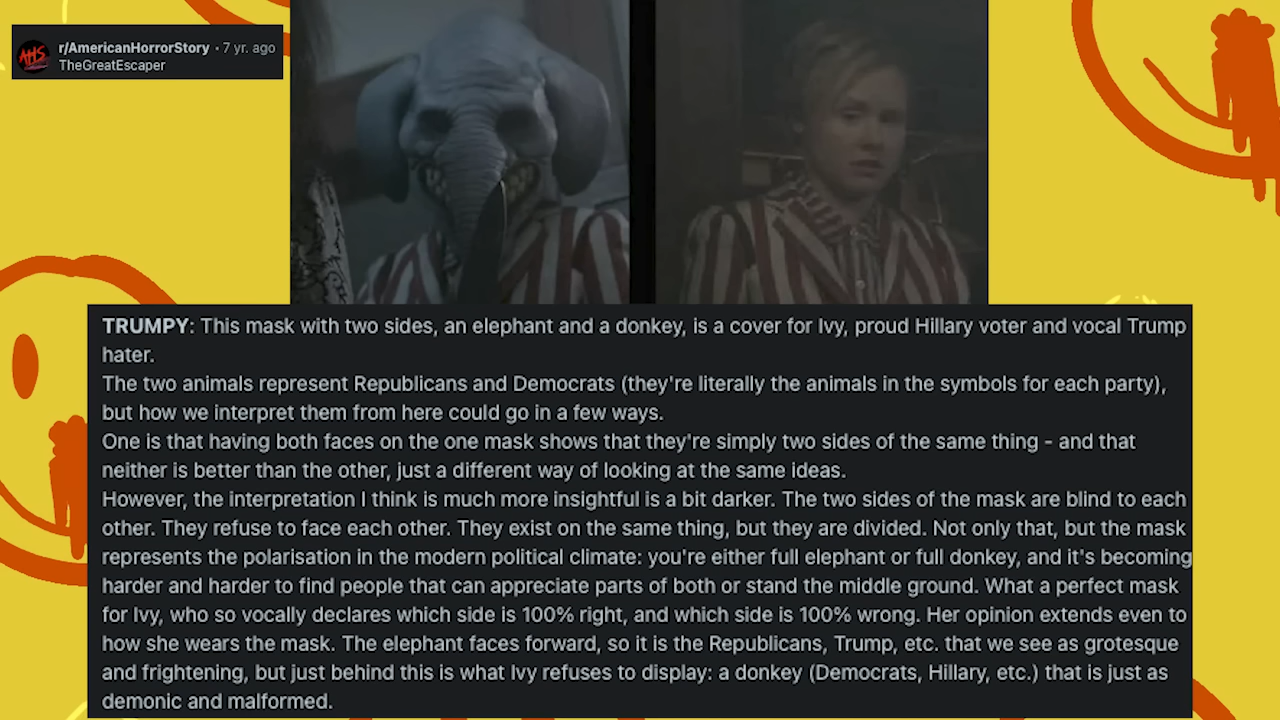 AHS
r/AmericanHorrorStory • 7 yr. ago
TheGreatEscaper
TRUMPY: This mask with two sides, an elephant and a donkey, is a cover for Ivy, proud Hillary voter and vocal Trump
hater.
The two animals represent Republicans and Democrats (they're literally the animals in the symbols for each party),
but how we interpret them from here could go in a few ways.
One is that having both faces on the one mask shows that they're simply two sides of the same thing - and that
neither is better than the other, just a different way of looking at the same ideas.
However, the interpretation I think is much more insightful is a bit darker. The two sides of the mask are blind to each
other. They refuse to face each other. They exist on the same thing, but they are divided. Not only that, but the mask
represents the polarisation in the modern political climate: you're either full elephant or full donkey, and it's becoming
harder and harder to find people that can appreciate parts of both or stand the middle ground. What a perfect mask
for Ivy, who so vocally declares which side is 100% right, and which side is 100% wrong. Her opinion extends even to
how she wears the mask. The elephant faces forward, so it is the Republicans, Trump, etc. that we see as grotesque
and frightening, but just behind this is what Ivy refuses to display: a donkey (Democrats, Hillary, etc.) that is just as
demonic and malformed.